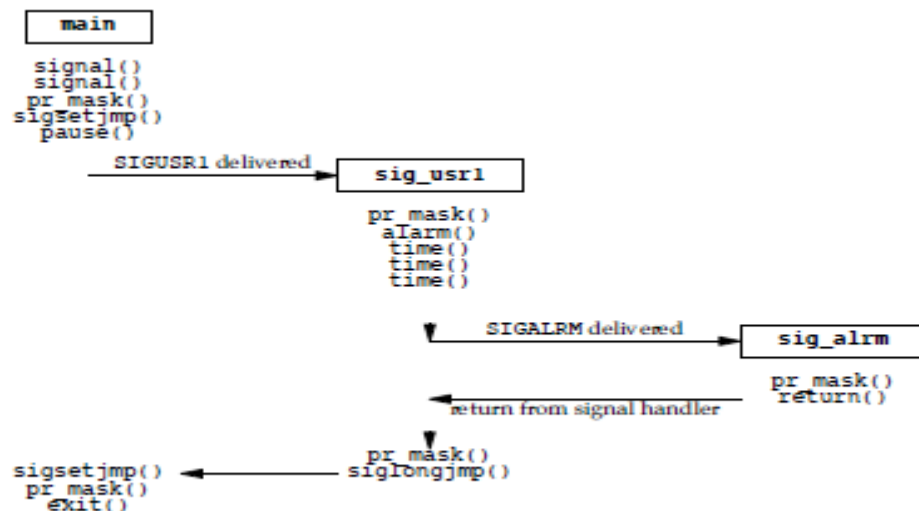 main
signal()
signal()
pr_mask()
sigsetjmp()
pause()
SIGUSR1 delivered
sig_usr1
pr_mask()
alarm()
time()
time()
time()
SIGALRM delivered
sig_alrm
pr_mask()
return()
return from signal handler
pr_mask()
siglongjmp()
sigsetjmp()
pr_mask()
exit()